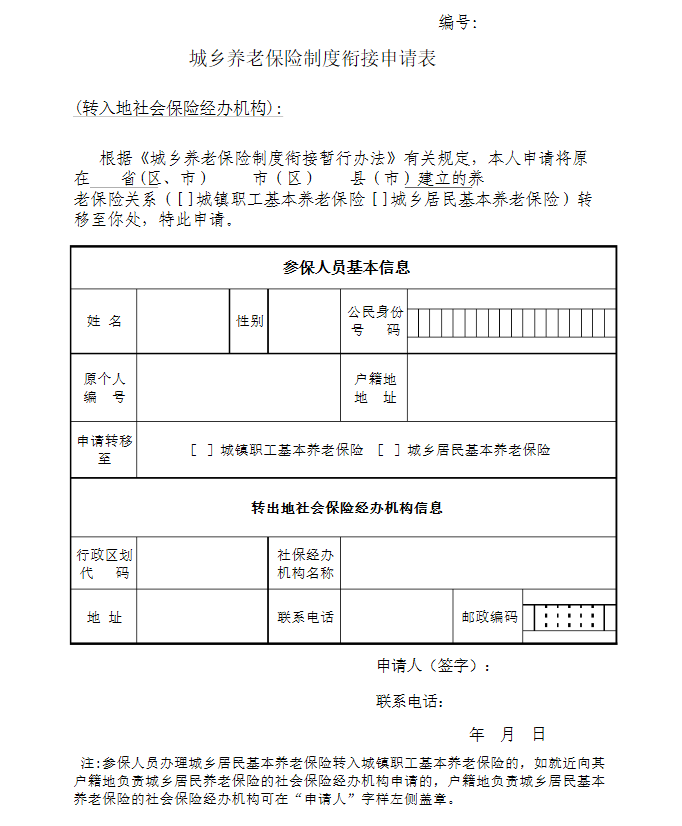 编号:
城乡养老保险制度衔接申请表
(转入地社会保险经办机构):
根据《城乡养老保险制度衔接暂行办法》有关规定，本人申请将原
在 省(区、市） 市（区） 县（市）建立的养
老保险关系（[]城镇职工基本养老保险[]城乡居民基本养老保险）转
移至你处，特此申请。
参保人员基本信息
姓 名 性别 公民身份
号 码
原个人
编 号
户籍地
地 址
申请转移
至
[ ]城镇职工基本养老保险 [ ]城乡居民基本养老保险
转出地社会保险经办机构信息
行政区划
代 码
社保经办
机构名称
地 址 联系电话 邮政编码
申请人（签字）:
联系电话:
年 月 日
注:参保人员办理城乡居民基本养老保险转入城镇职工基本养老保险的，如就近向其
户籍地负责城乡居民养老保险的社会保险经办机构申请的，户籍地负责城乡居民基本
养老保险的社会保险经办机构可在“申请人”字样左侧盖章。